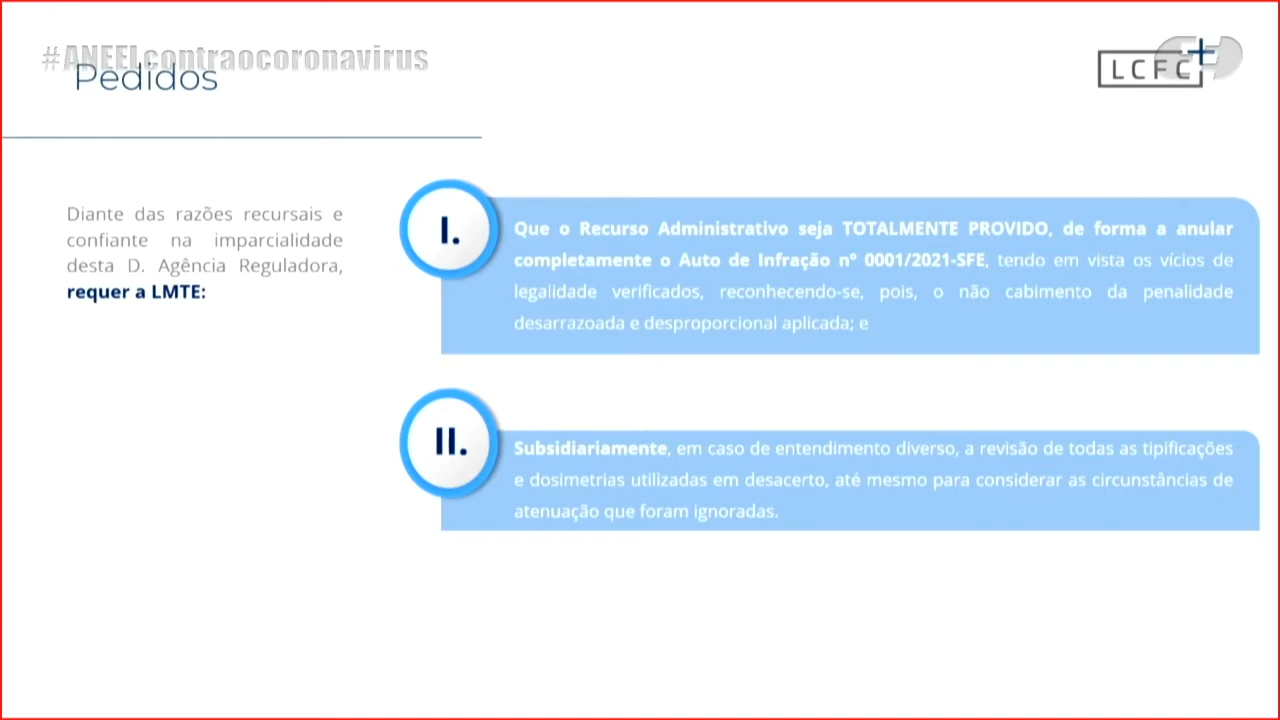 #ANEELcontraocoronavirus
Pedidos
LCFC
Diante das razões recursais e
confiante na imparcialidade
desta D. Agência Reguladora,
requer a LMTE:
I.
Que o Recurso Administrativo seja TOTALMENTE PROVIDO, de forma a anular
completamente o Auto de Infração nº 0001/2021-SFE, tendo em vista os vícios de
legalidade verificados, reconhecendo-se, pois, o não cabimento da penalidade
desarrazoada e desproporcional aplicada; e
II.
Subsidiariamente, em caso de entendimento diverso, a revisão de todas as tipificações
e dosimetrias utilizadas em desacerto, até mesmo para considerar as circunstâncias de
atenuação que foram ignoradas.